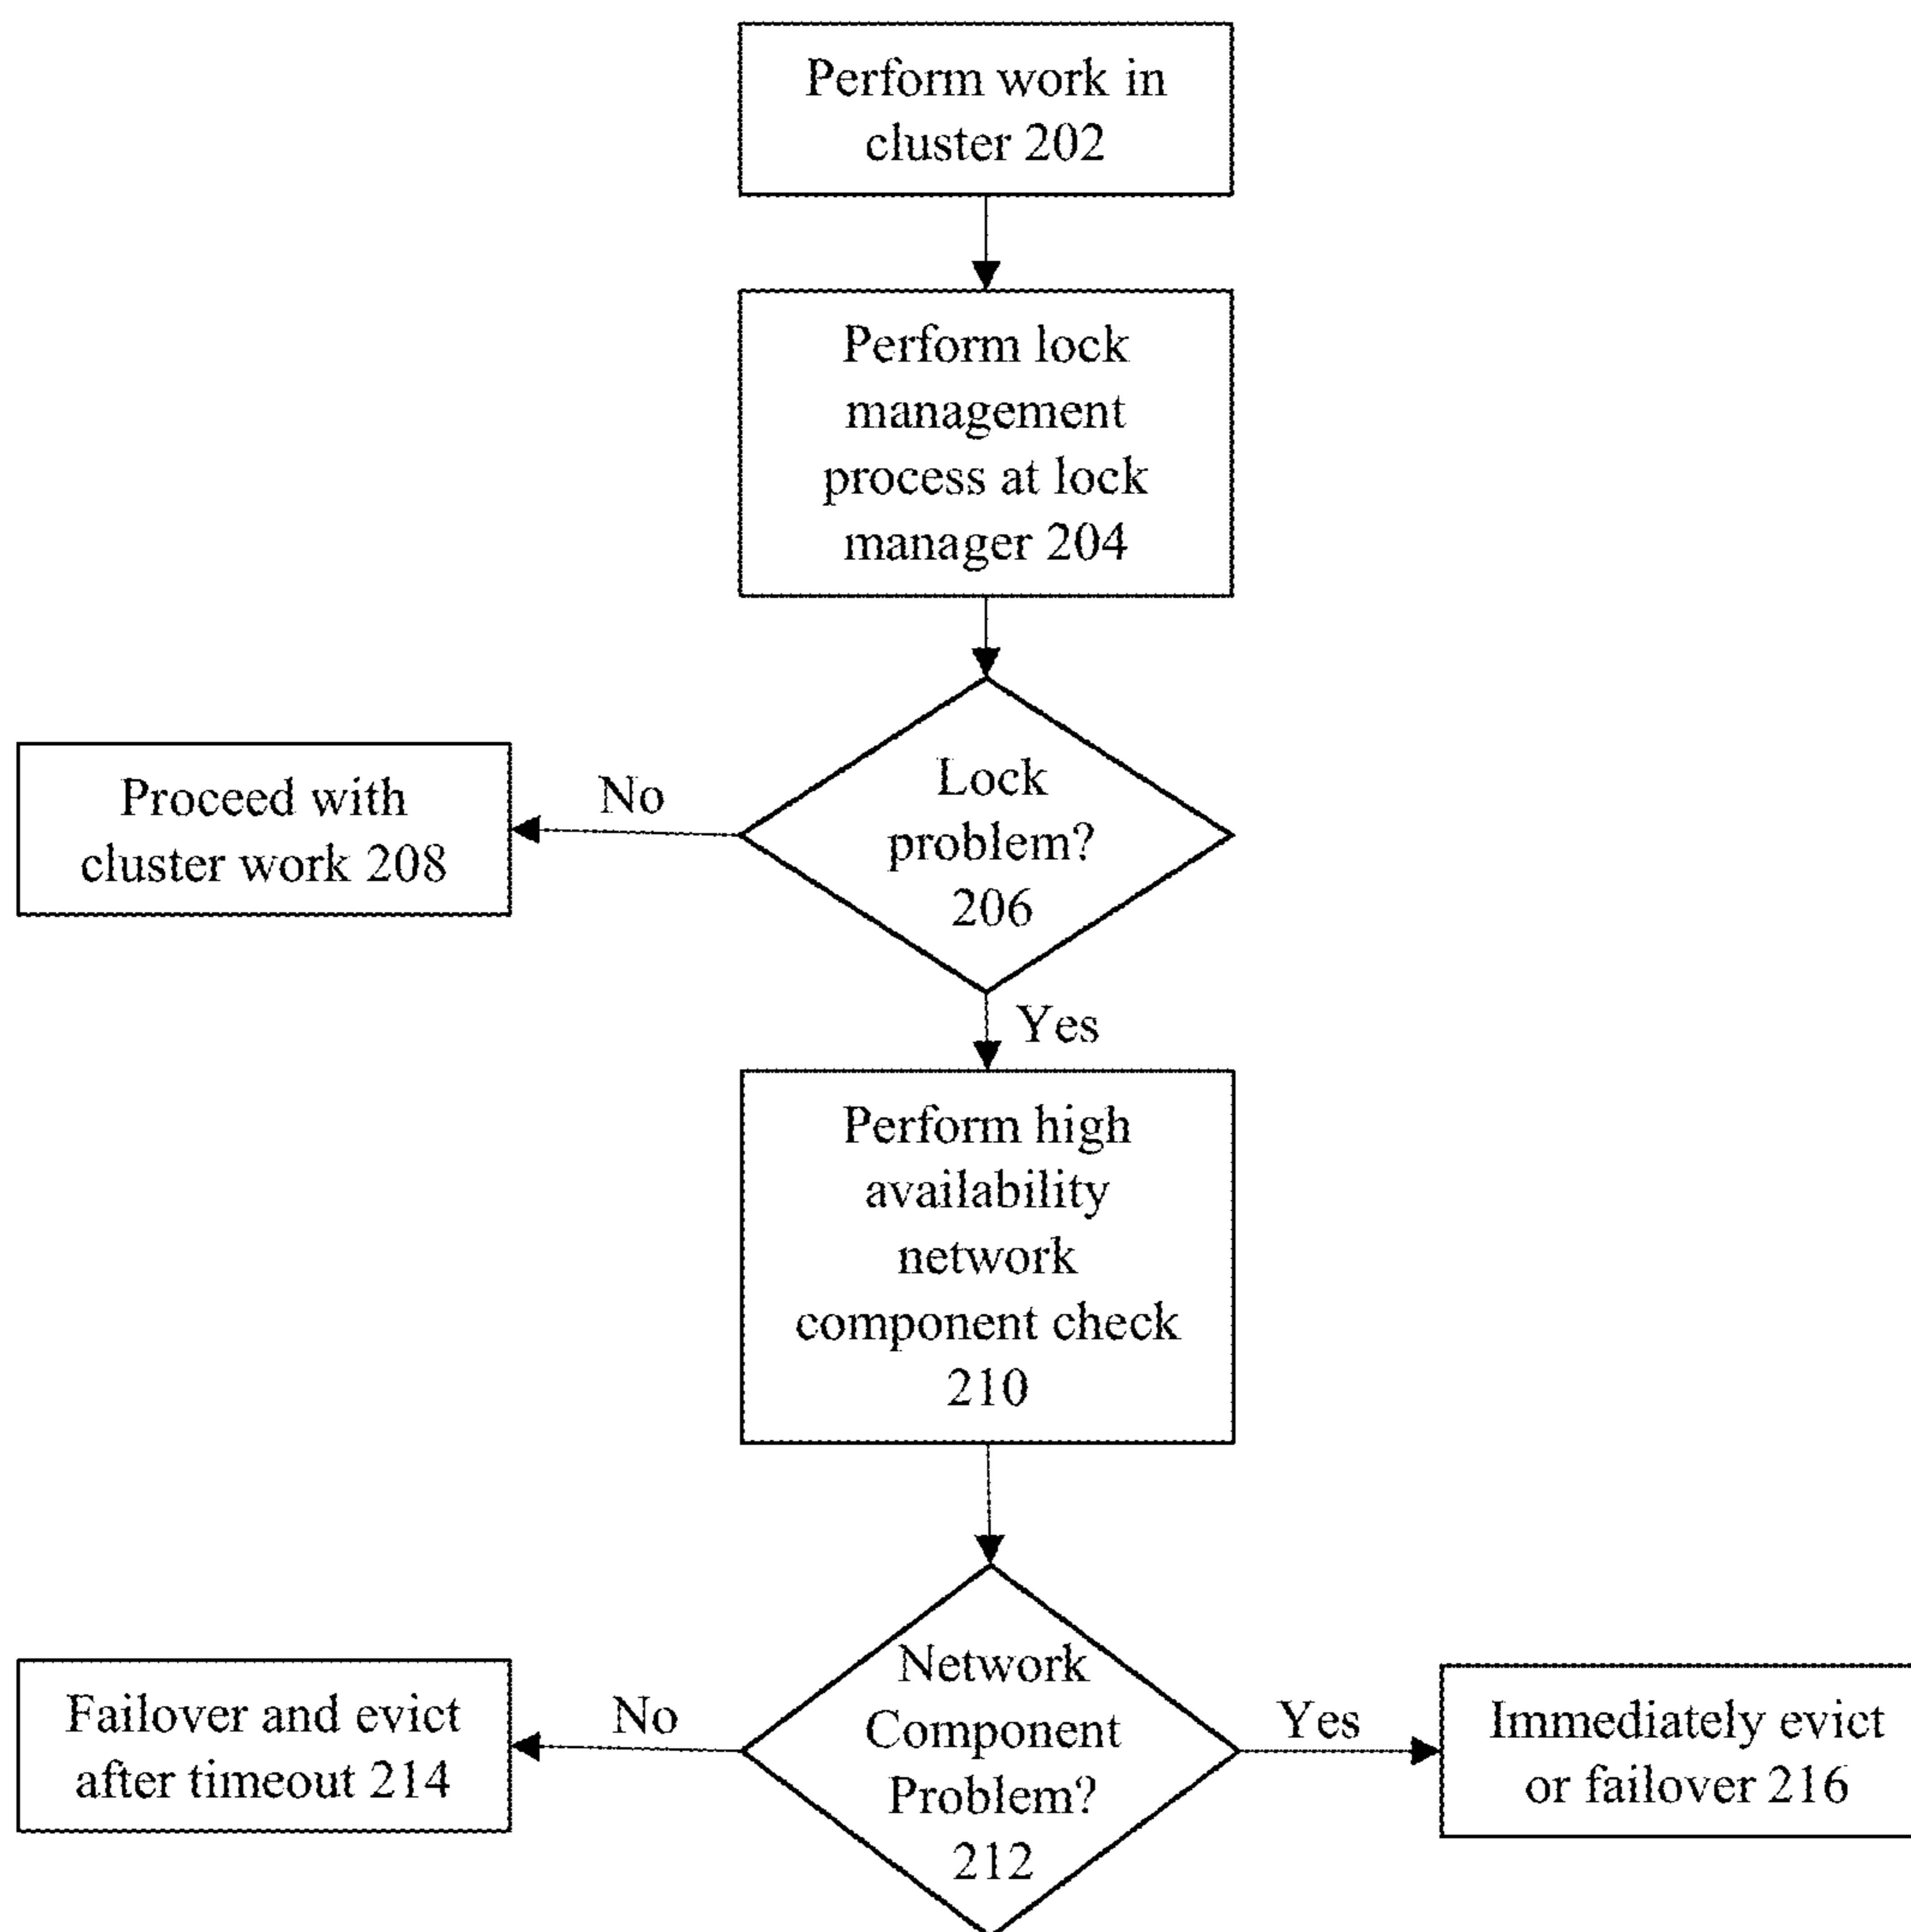 Perform work in
cluster 202
Perform lock
management
process at lock
manager 204
Lock
problem?
206
No
Proceed with
cluster work 208
Yes
Perform high
availability
network
component check
210
Network
Component
Problem?
212
No
Failover and evict
after timeout 214
Yes
Immediately evict
or failover 216